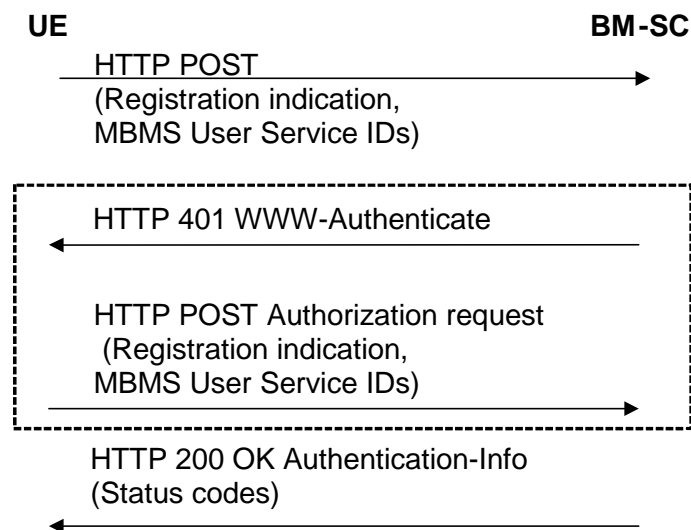 UE BM-SC
HTTP POST
(Registration indication,
MBMS User Service IDs)
HTTP 401 WWW-Authenticate
HTTP POST Authorization request
(Registration indication,
MBMS User Service IDs)
HTTP 200 OK Authentication-Info
(Status codes)